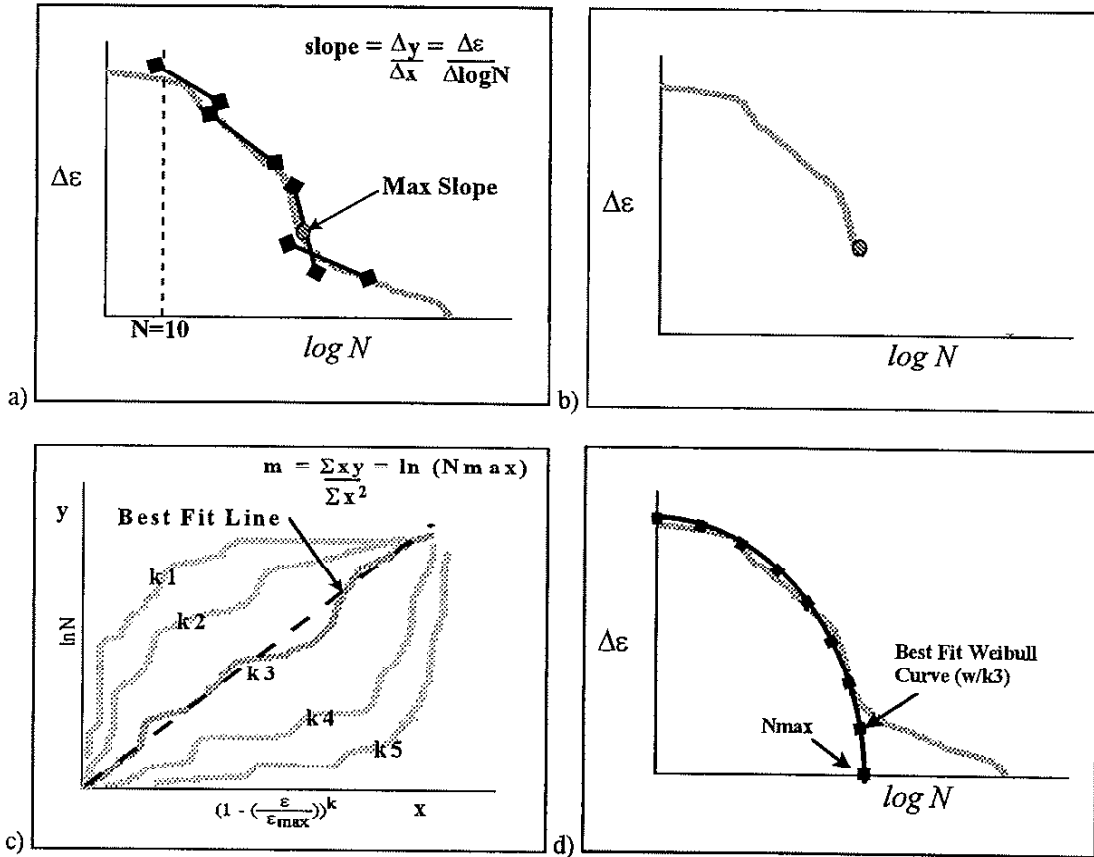 slope = Δy = Δε
Δx ΔlogN
Δε
Max Slope
N=10
log N
a)
Δε
log N
b)
m = Σxy - ln (Nmax)
Σx²
y
Best Fit Line
k1
k2
lnN
k3
k4
k5
(1 - (ε/εmax))^k
x
c)
Δε
Best Fit Weibull
Curve (w/k3)
Nmax
log N
d)